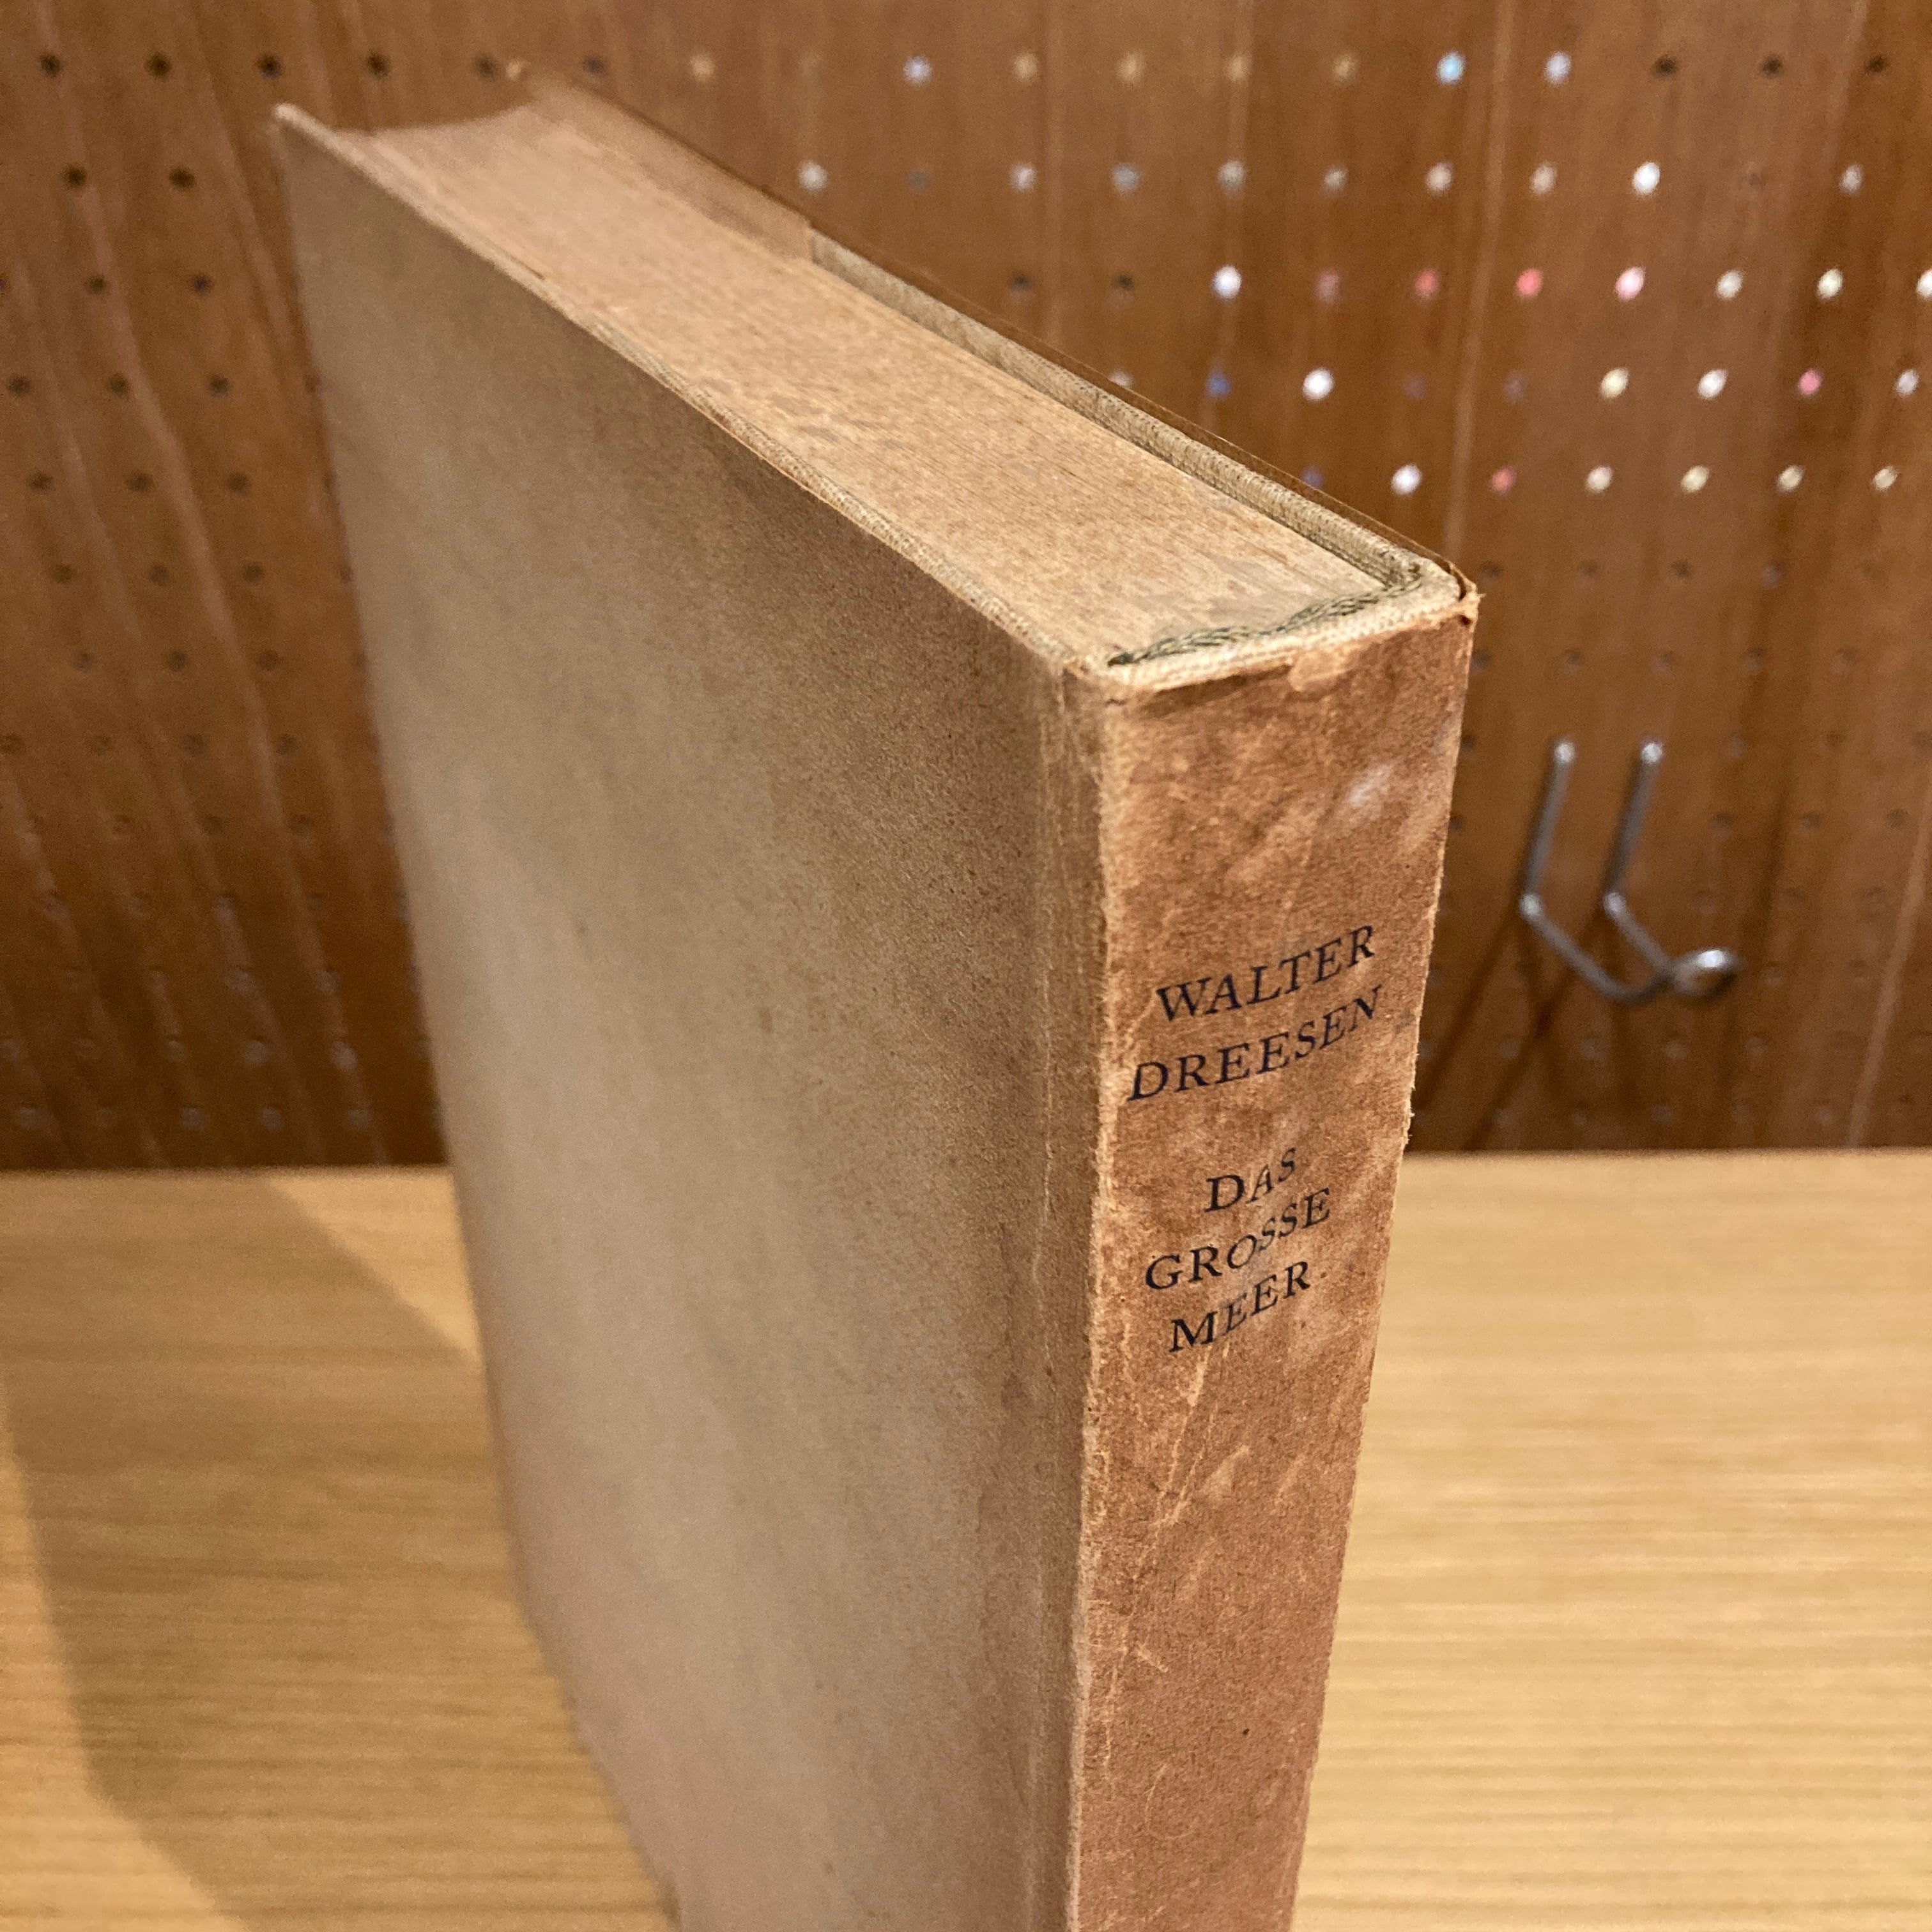 WALTER
DREESEN
DAS
GROSSE
MEER